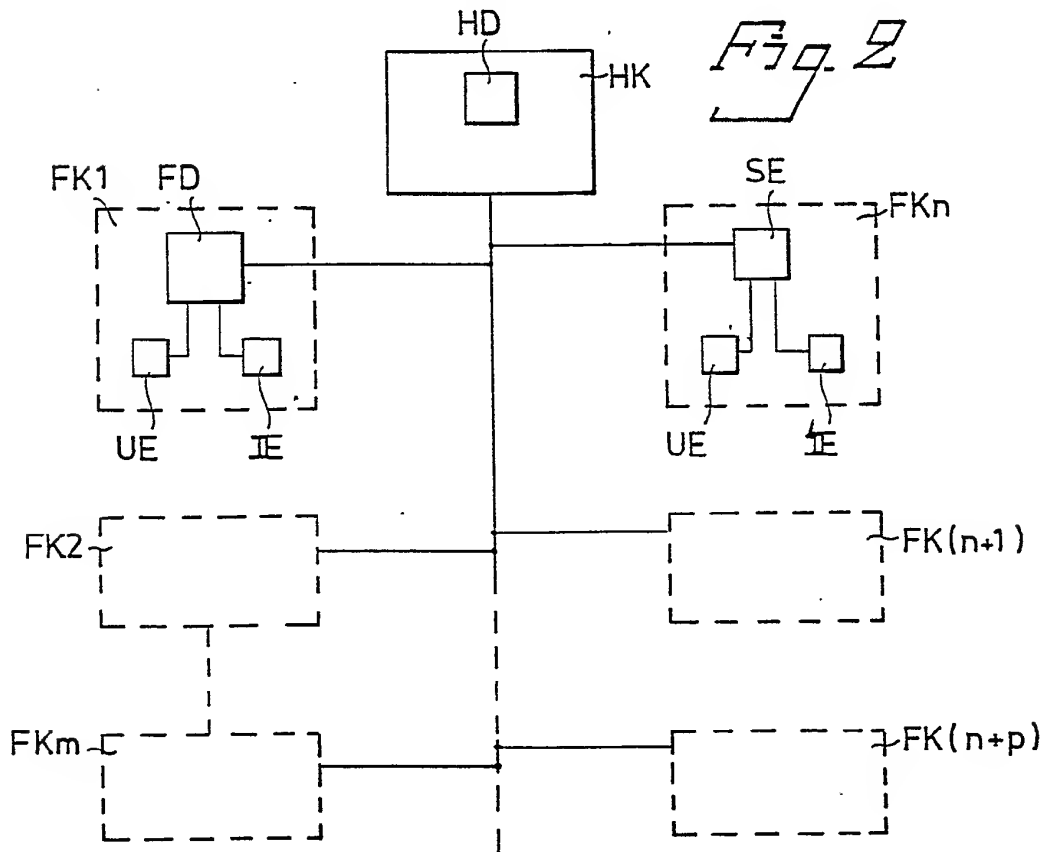 Fig. 2
HD
HK
FK1
FD
SE
FKn
UE
IE
UE
IE
FK2
FK(n+1)
FKm
FK(n+p)